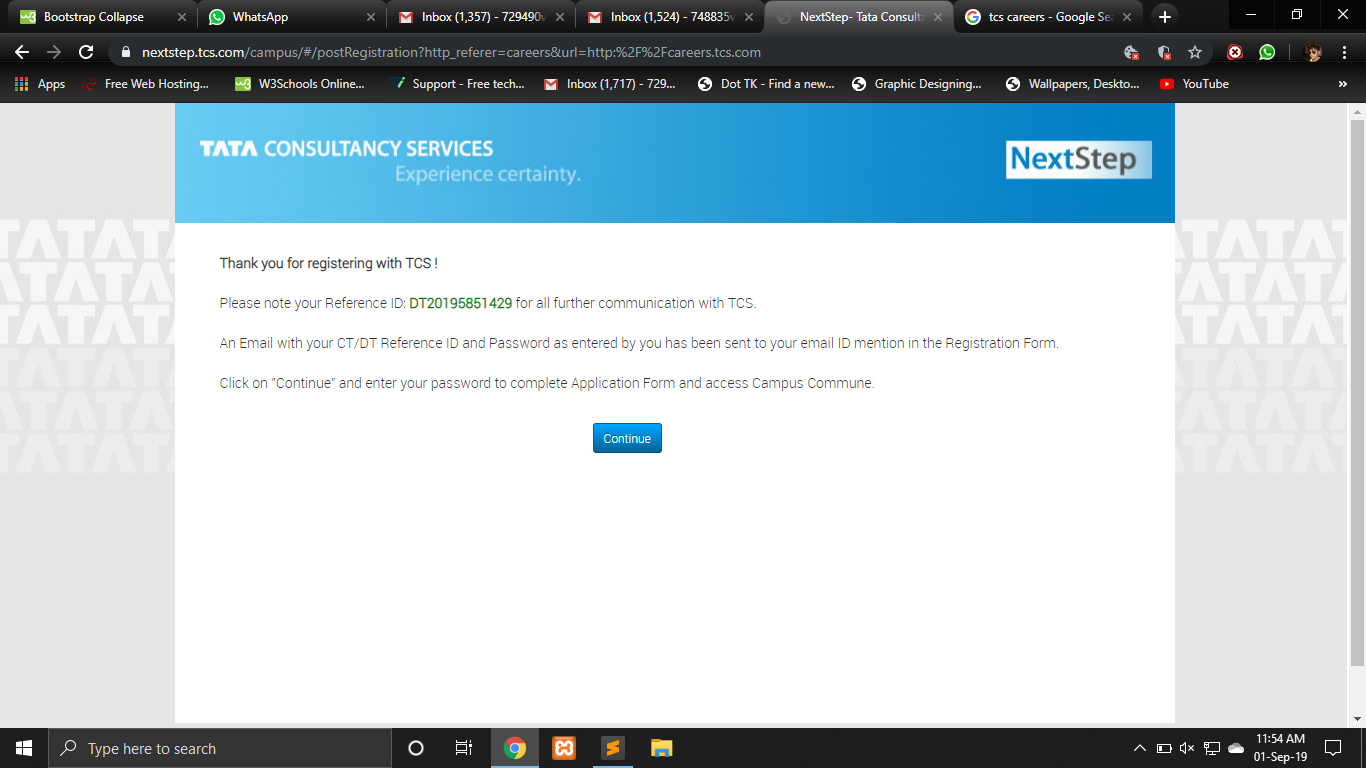 Bootstrap Collapse
WhatsApp
Inbox (1,357) - 729490v
Inbox (1,524) - 748835v
NextStep- Tata Consulta
tcs careers - Google Sea
nextstep.tcs.com/campus/#/postRegistration?http_referer=careers&url=http:%2F%2Fcareers.tcs.com
Apps
Free Web Hosting...
W3Schools Online...
Support - Free tech...
Inbox (1,717) - 729...
Dot TK - Find a new...
Graphic Designing...
Wallpapers, Deskto...
YouTube
TATA CONSULTANCY SERVICES
Experience certainty.
NextStep
Thank you for registering with TCS !
Please note your Reference ID: DT20195851429 for all further communication with TCS.
An Email with your CT/DT Reference ID and Password as entered by you has been sent to your email ID mention in the Registration Form.
Click on "Continue" and enter your password to complete Application Form and access Campus Commune.
Continue
Type here to search
11:54 AM
01-Sep-19